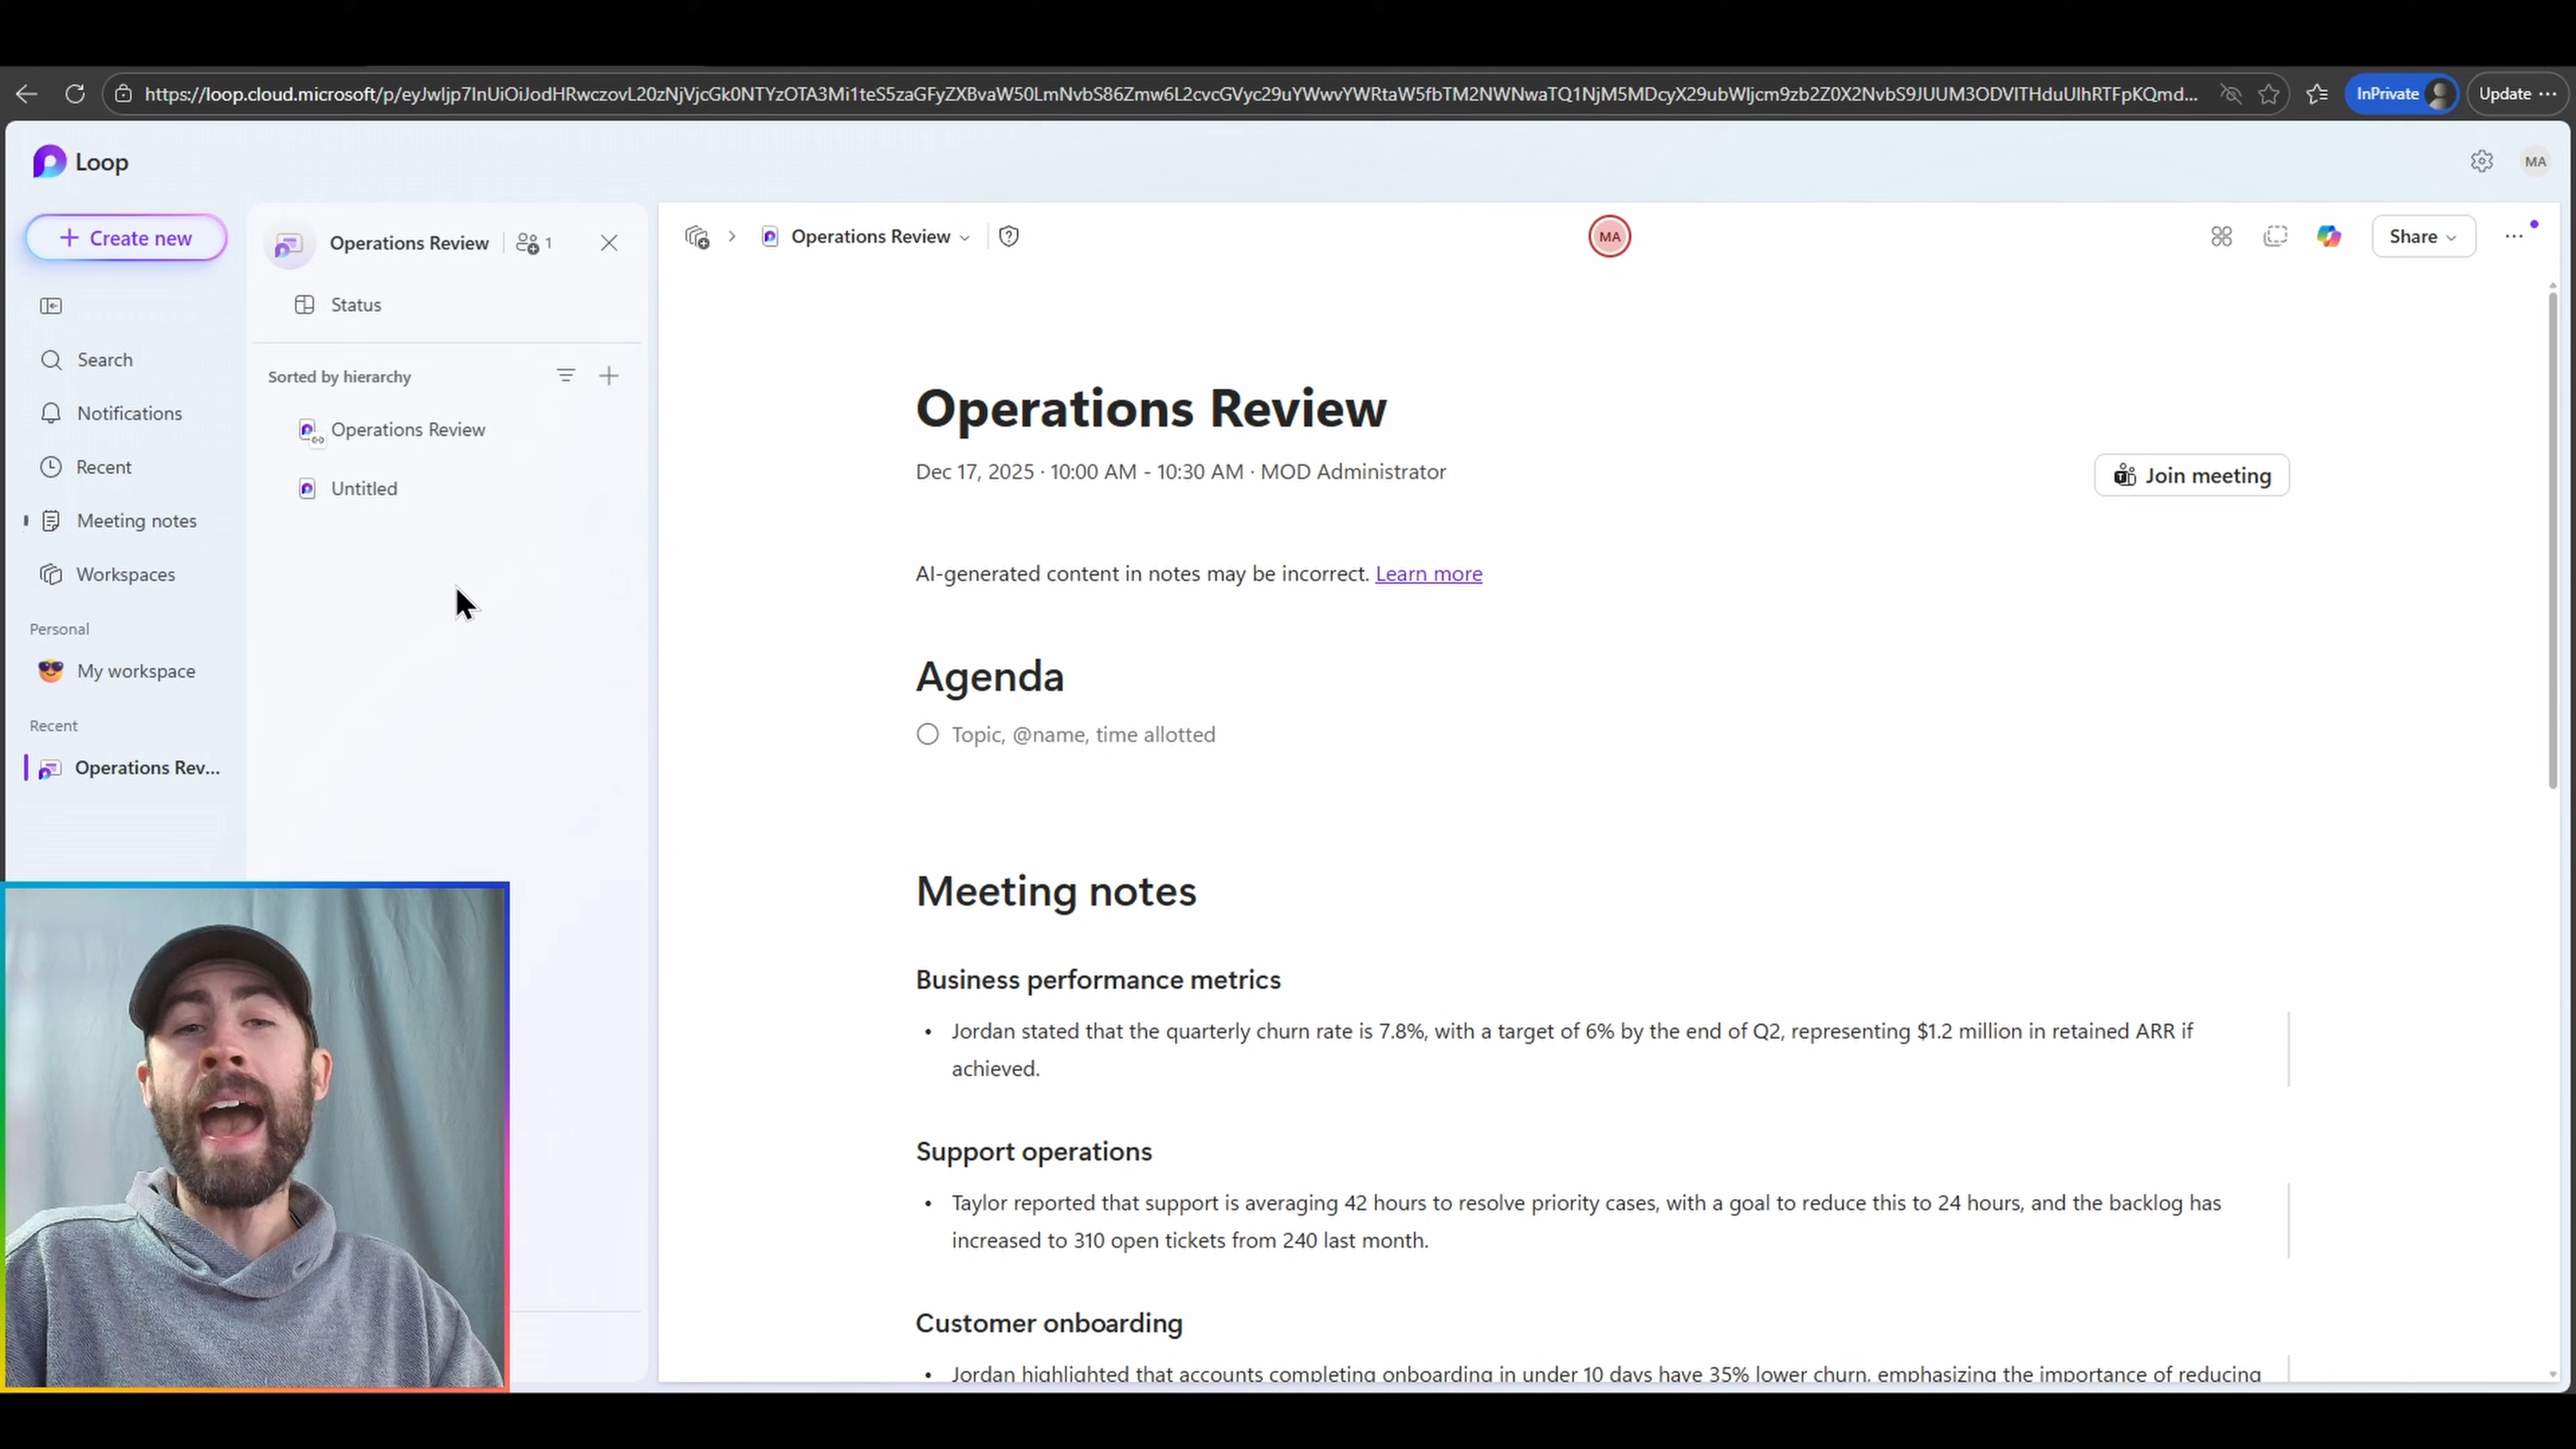 https://loop.cloud.microsoft/p/eyJwIjp7InUiOiJodHRwczovL20zNjVjcGk0NTYzOTA3Mi1teS5zaGFyZXBvaW50LmNvbS86Zmw6L2cvcGVyc29uYWwvYWRtaW5fbTM2NWNwaTQ1NjM5MDcyX29ubWljcm9zb2Z0X2NvbS9JUUM3ODVITHduUlhRTFpKQmd...
InPrivate
Update
Loop
MA
Create new
Search
Notifications
Recent
Meeting notes
Workspaces
Personal
My workspace
Recent
Operations Rev...
Operations Review
1
Status
Sorted by hierarchy
Operations Review
Untitled
Operations Review
MA
Share
Operations Review
Dec 17, 2025 · 10:00 AM - 10:30 AM · MOD Administrator
Join meeting
AI-generated content in notes may be incorrect. Learn more
Agenda
Topic, @name, time allotted
Meeting notes
Business performance metrics
• Jordan stated that the quarterly churn rate is 7.8%, with a target of 6% by the end of Q2, representing $1.2 million in retained ARR if
achieved.
Support operations
• Taylor reported that support is averaging 42 hours to resolve priority cases, with a goal to reduce this to 24 hours, and the backlog has
increased to 310 open tickets from 240 last month.
Customer onboarding
• Jordan highlighted that accounts completing onboarding in under 10 days have 35% lower churn, emphasizing the importance of reducing